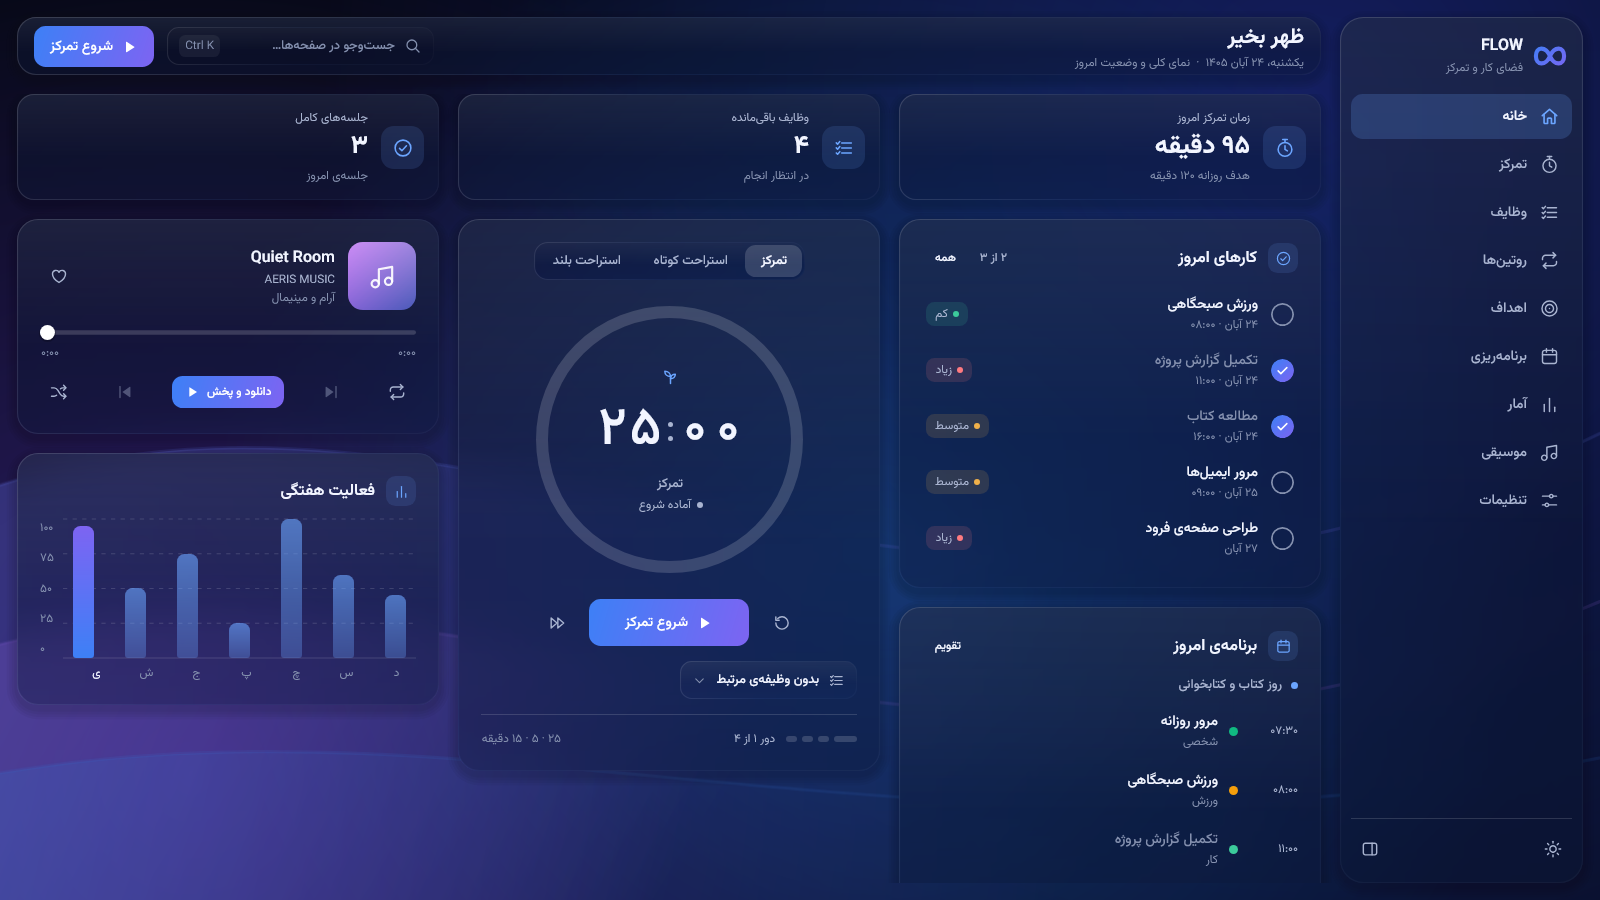 FLOW
فضای کار و تمرکز
خانه
تمرکز
وظایف
روتین‌ها
اهداف
برنامه‌ریزی
آمار
موسیقی
تنظیمات
ظهر بخیر
یکشنبه، ۲۴ آبان ۱۴۰۵ · نمای کلی و وضعیت امروز
جست‌وجو در صفحه‌ها...
Ctrl K
شروع تمرکز
زمان تمرکز امروز
۹۵ دقیقه
هدف روزانه ۱۲۰ دقیقه
وظایف باقی‌مانده
۴
در انتظار انجام
جلسه‌های کامل
۳
جلسه‌ی امروز
کارهای امروز
۲ از ۳
همه
ورزش صبحگاهی
۲۴ آبان · ۰۸:۰۰
کم
تکمیل گزارش پروژه
۲۴ آبان · ۱۱:۰۰
زیاد
مطالعه کتاب
۲۴ آبان · ۱۶:۰۰
متوسط
مرور ایمیل‌ها
۲۵ آبان · ۰۹:۰۰
متوسط
طراحی صفحه‌ی فرود
۲۷ آبان
زیاد
برنامه‌ی امروز
تقویم
روز کتاب و کتابخوانی
۰۷:۳۰
مرور روزانه
شخصی
۰۸:۰۰
ورزش صبحگاهی
ورزش
۱۱:۰۰
تکمیل گزارش پروژه
کار
تمرکز
استراحت کوتاه
استراحت بلند
۲۵:۰۰
تمرکز
آماده شروع
شروع تمرکز
بدون وظیفه‌ی مرتبط
دور ۱ از ۴
۲۵ · ۵ · ۱۵ دقیقه
Quiet Room
AERIS MUSIC
آرام و مینیمال
۰:۰۰
۰:۰۰
دانلود و پخش
فعالیت هفتگی
۱۰۰
۷۵
۵۰
۲۵
۰
د
س
چ
پ
ج
ش
ی